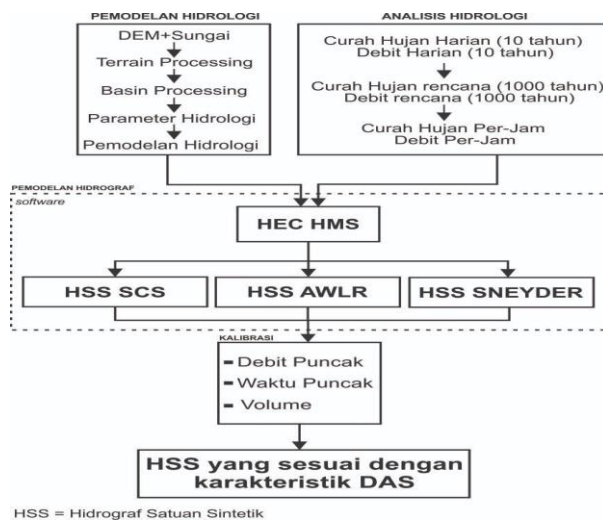 PEMODELAN HIDROLOGI
DEM+Sungai
Terrain Processing
Basin Processing
Parameter Hidrologi
Pemodelan Hidrologi
ANALISIS HIDROLOGI
Curah Hujan Harian (10 tahun)
Debit Harian (10 tahun)
Curah Hujan rencana (1000 tahun)
Debit rencana (1000 tahun)
Curah Hujan Per-Jam
Debit Per-Jam
PEMODELAN HIDROGRAF
software
HEC HMS
HSS SCS
HSS AWLR
HSS SNEYDER
KALIBRASI
- Debit Puncak
- Waktu Puncak
- Volume
HSS yang sesuai dengan
karakteristik DAS
HSS = Hidrograf Satuan Sintetik